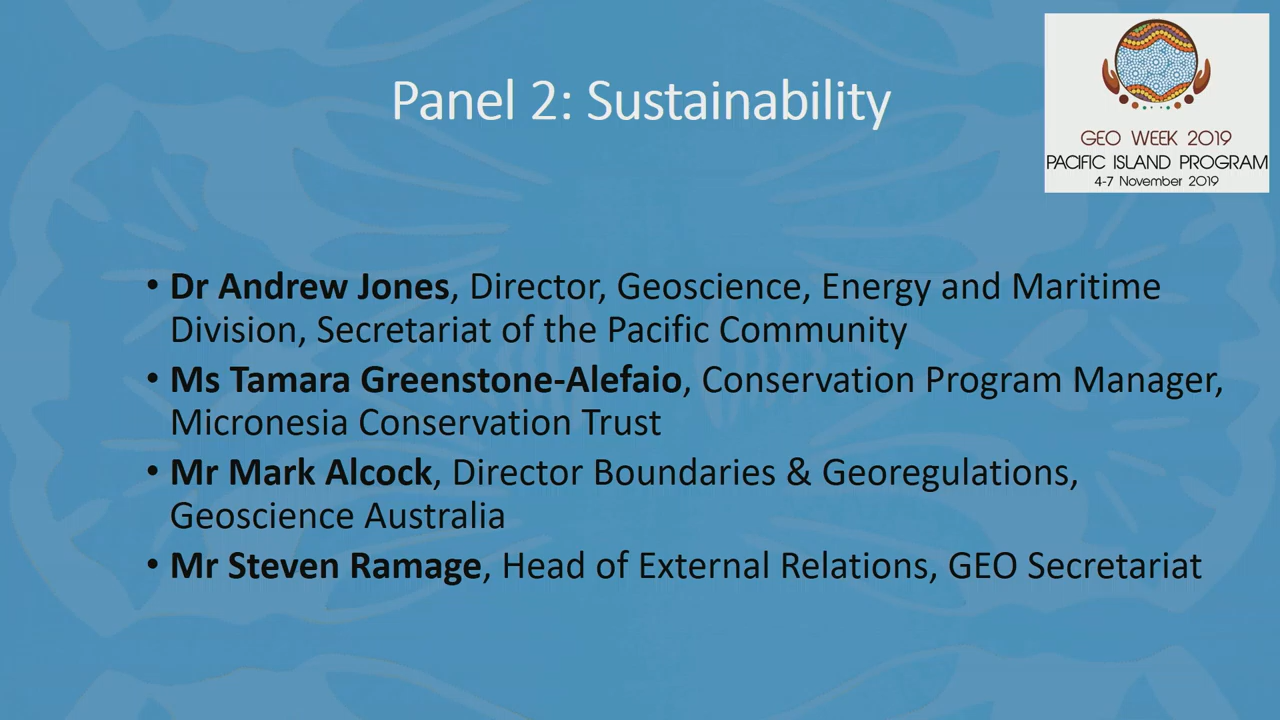 Panel 2: Sustainability
GEO WEEK 2019
PACIFIC ISLAND PROGRAM
4-7 November 2019
• Dr Andrew Jones, Director, Geoscience, Energy and Maritime
Division, Secretariat of the Pacific Community
• Ms Tamara Greenstone-Alefaio, Conservation Program Manager,
Micronesia Conservation Trust
• Mr Mark Alcock, Director Boundaries & Georegulations,
Geoscience Australia
• Mr Steven Ramage, Head of External Relations, GEO Secretariat